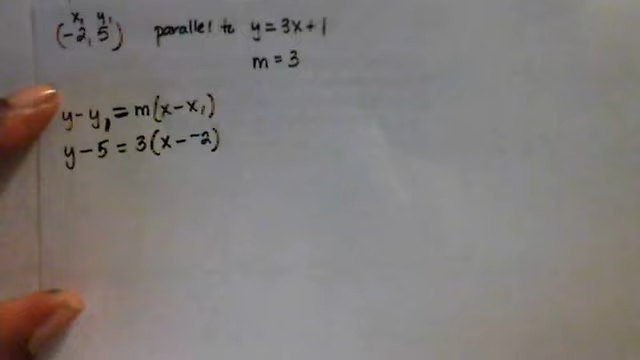 x₁ y₁
(-2, 5) parallel to y = 3x + 1
m = 3
y - y₁ = m(x - x₁)
y - 5 = 3(x - ⁻2)